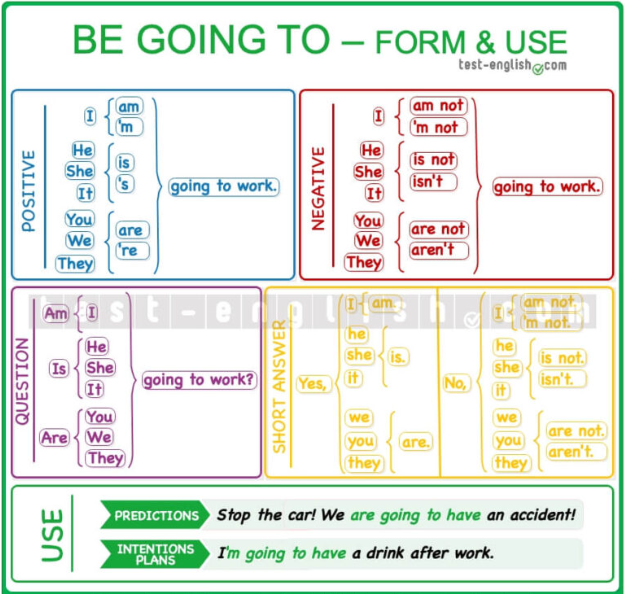 BE GOING TO – FORM & USE
test-english.com
POSITIVE
I
am
'm
He
She
It
is
's
You
We
They
are
're
going to work.
NEGATIVE
I
am not
'm not
He
She
It
is not
isn't
You
We
They
are not
aren't
going to work.
test-english.com
QUESTION
Am I
Is
He
She
It
Are
You
We
They
going to work?
SHORT ANSWER
Yes,
I am.
he
she
it
is.
we
you
they
are.
No,
I
am not.
'm not.
he
she
it
is not.
isn't.
we
you
they
are not.
aren't.
USE
PREDICTIONS Stop the car! We are going to have an accident!
INTENTIONS
PLANS
I'm going to have a drink after work.